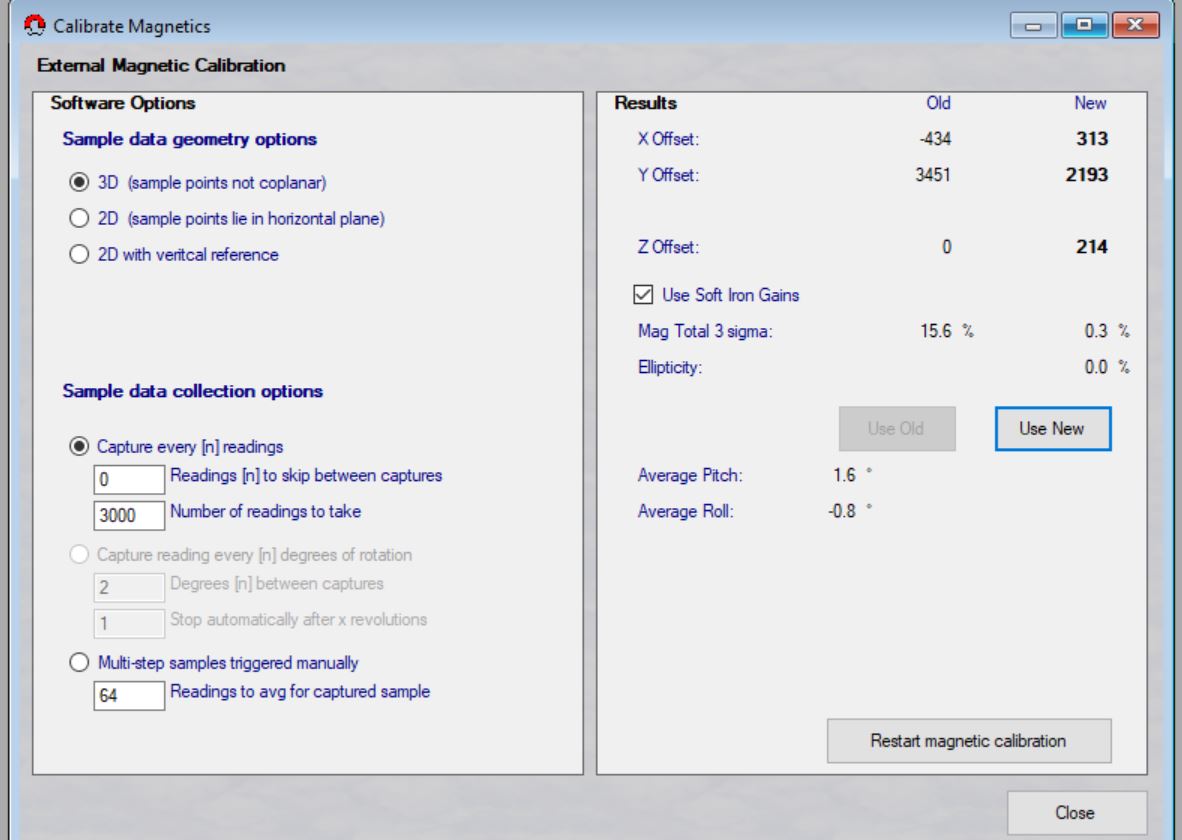 Calibrate Magnetics
External Magnetic Calibration
Software Options
Sample data geometry options
3D (sample points not coplanar)
2D (sample points lie in horizontal plane)
2D with veritcal reference
Sample data collection options
Capture every [n] readings
0 Readings [n] to skip between captures
3000 Number of readings to take
Capture reading every [n] degrees of rotation
2 Degrees [n] between captures
1 Stop automatically after x revolutions
Multi-step samples triggered manually
64 Readings to avg for captured sample
Results Old New
X Offset: -434 313
Y Offset: 3451 2193
Z Offset: 0 214
Use Soft Iron Gains
Mag Total 3 sigma: 15.6 % 0.3 %
Ellipticity: 0.0 %
Use Old Use New
Average Pitch: 1.6 °
Average Roll: -0.8 °
Restart magnetic calibration
Close